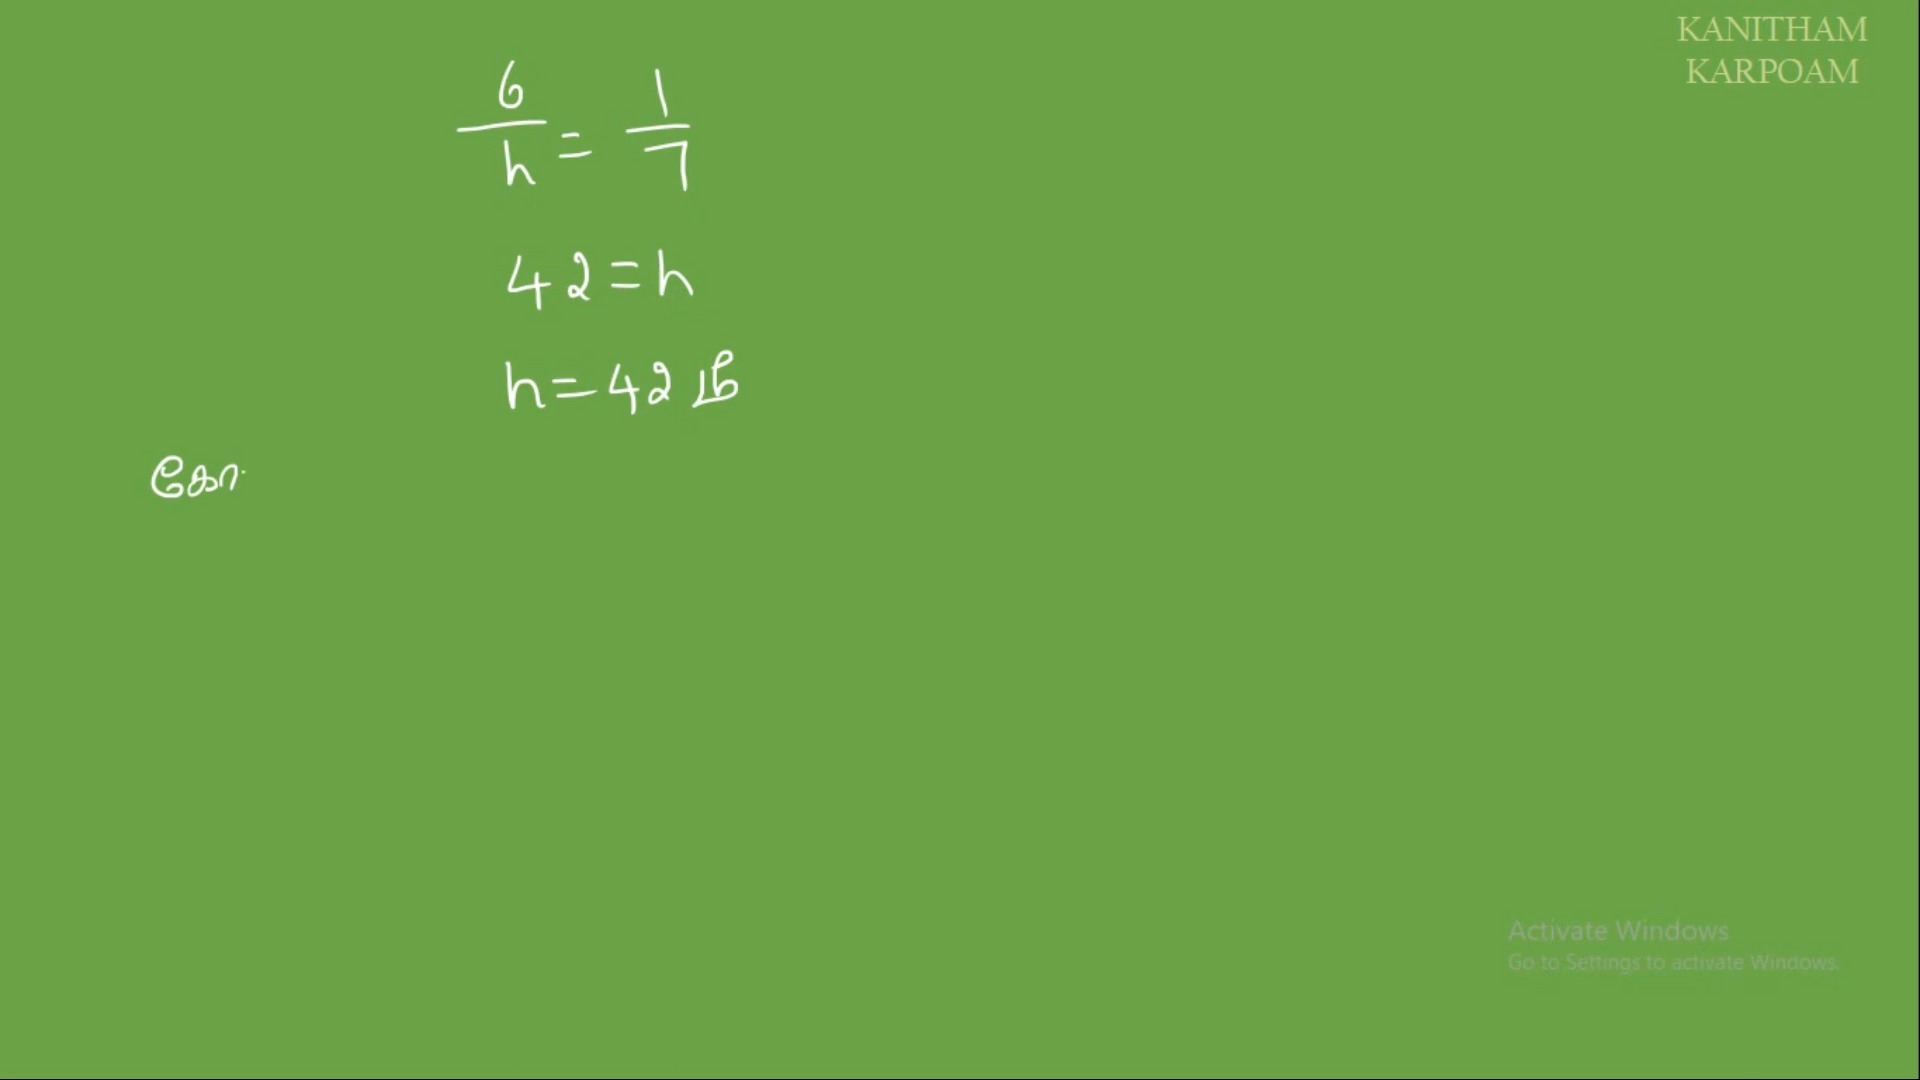 KANITHAM
KARPOAM
6/h = 1/7
42 = h
h = 42 மீ
கோ
Activate Windows
Go to Settings to activate Windows.